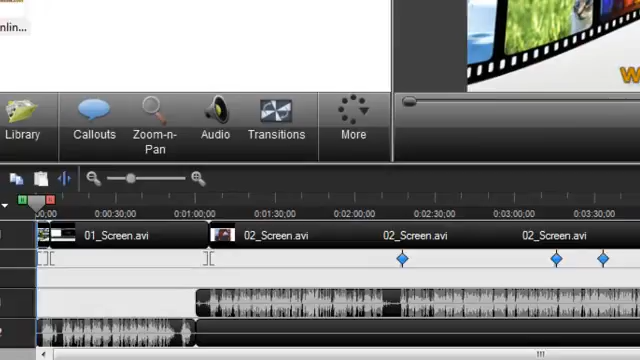 nlin...
W
Library
Callouts
Zoom-n-
Pan
Audio
Transitions
More
00;00
0:00:30;00
0:01:00;00
0:01:30;00
0:02:00;00
0:02:30;00
0:03:00;00
0:03:30;00
01_Screen.avi
02_Screen.avi
02_Screen.avi
02_Screen.avi